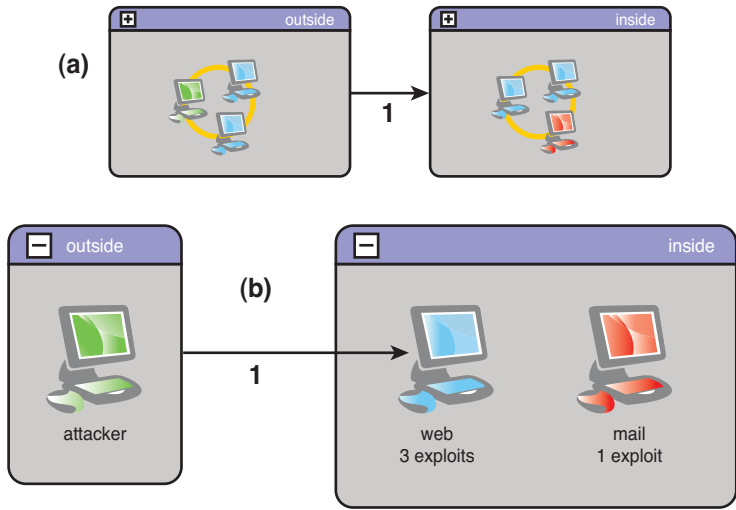 outside
inside
(a)
1
outside
inside
(b)
1
attacker
web
3 exploits
mail
1 exploit